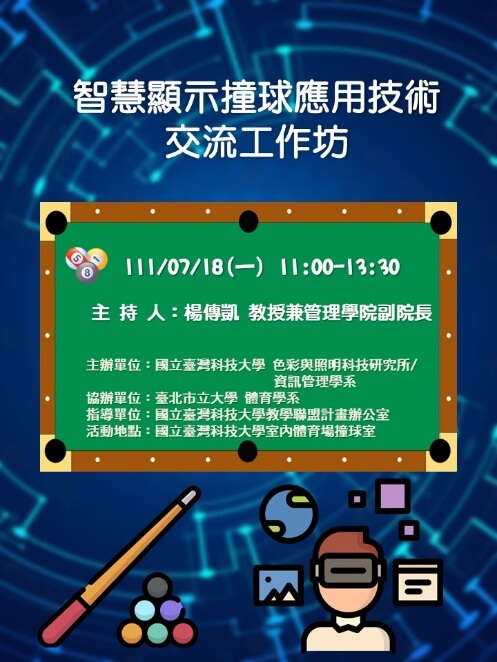 智慧顯示撞球應用技術
交流工作坊
5 1
8
111/07/18(一) 11:00-13:30
主 持 人：楊傳凱 教授兼管理學院副院長
主辦單位：國立臺灣科技大學 色彩與照明科技研究所/
資訊管理學系
協辦單位：臺北市立大學 體育學系
指導單位：國立臺灣科技大學教學聯盟計畫辦公室
活動地點：國立臺灣科技大學室內體育場撞球室